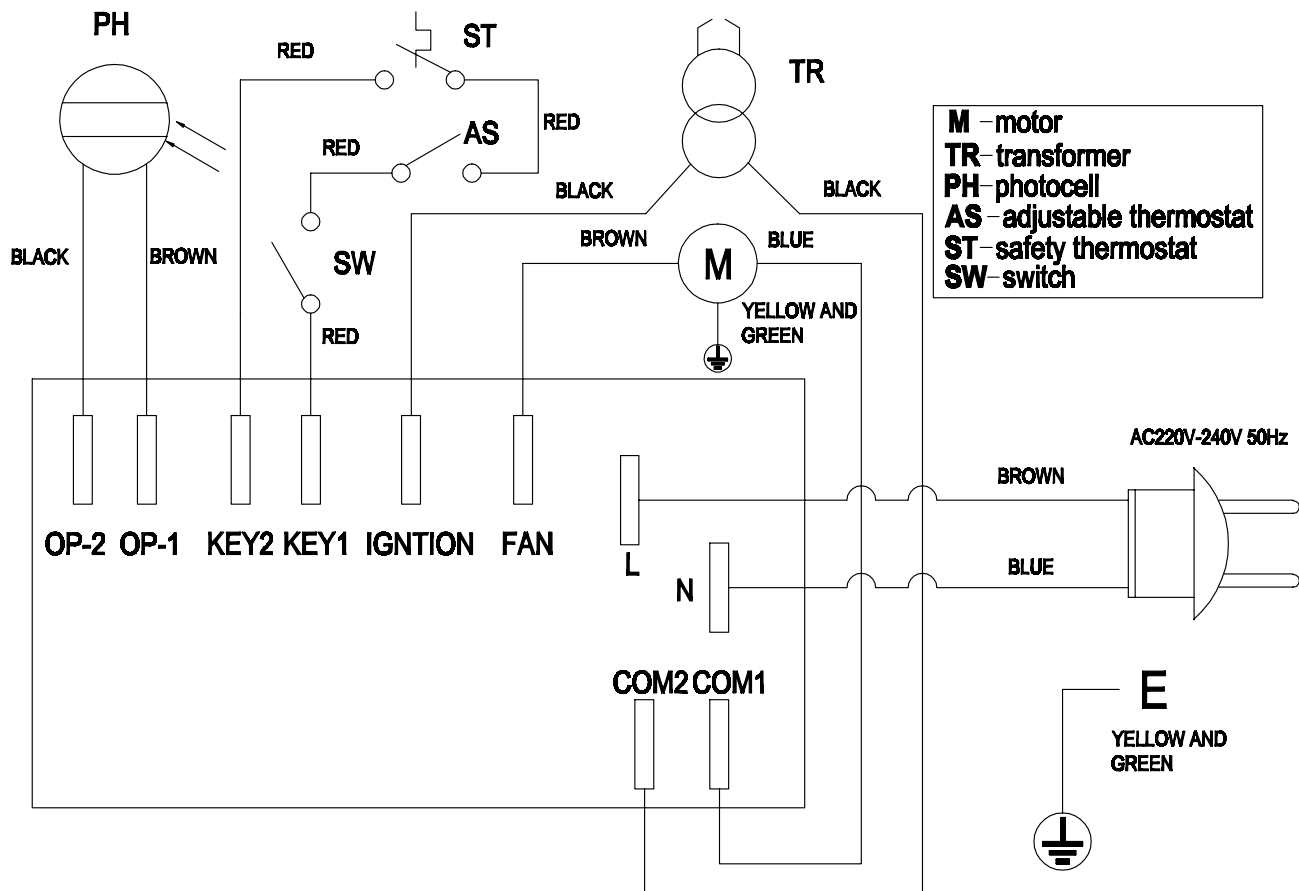 PH
RED
ST
TR
RED
AS
RED
BLACK
BLACK
M - motor
TR - transformer
PH - photocell
AS - adjustable thermostat
ST - safety thermostat
SW - switch
BLACK
BROWN
SW
BROWN
M
BLUE
RED
YELLOW AND
GREEN
AC220V-240V 50Hz
BROWN
OP-2
OP-1
KEY2
KEY1
IGNTION
FAN
L
BLUE
N
COM2
COM1
E
YELLOW AND
GREEN